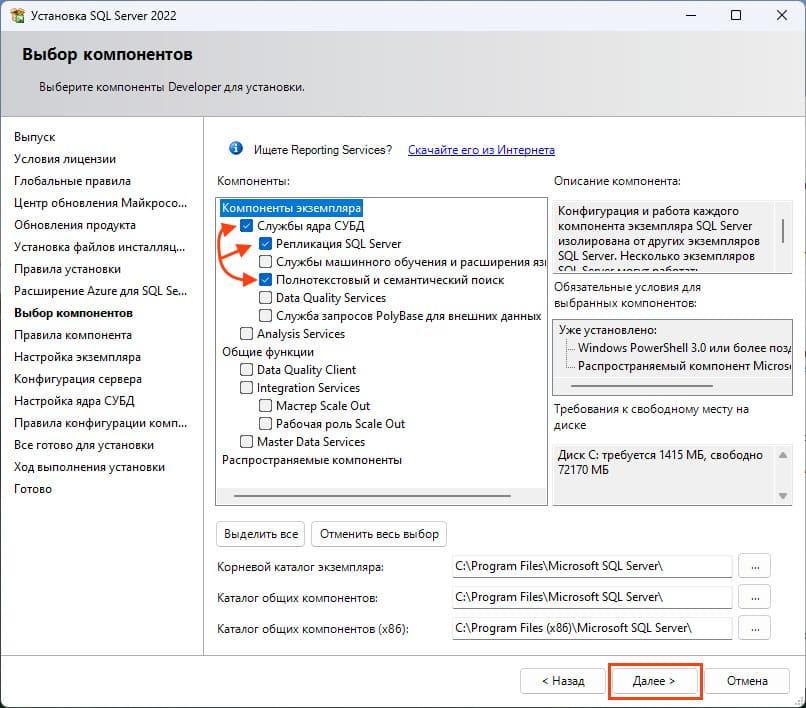 Установка SQL Server 2022
Выбор компонентов
Выберите компоненты Developer для установки.
Выпуск
Условия лицензии
Глобальные правила
Центр обновления Майкросо...
Обновления продукта
Установка файлов инсталляц...
Правила установки
Расширение Azure для SQL Se...
Выбор компонентов
Правила компонента
Настройка экземпляра
Конфигурация сервера
Настройка ядра СУБД
Правила конфигурации комп...
Все готово для установки
Ход выполнения установки
Готово
Ищете Reporting Services? Скачайте его из Интернета
Компоненты:
Компоненты экземпляра
Службы ядра СУБД
Репликация SQL Server
Службы машинного обучения и расширения
Полнотекстовый и семантический поиск
Data Quality Services
Служба запросов PolyBase для внешних данных
Analysis Services
Общие функции
Data Quality Client
Integration Services
Мастер Scale Out
Рабочая роль Scale Out
Master Data Services
Распространяемые компоненты
Описание компонента:
Конфигурация и работа каждого
компонента экземпляра SQL Server
изолирован от других экземпляров
SQL Server. Несколько экземпляров
SQL Server могут работать
Обязательные условия для
выбранных компонентов:
Уже установлено:
Windows PowerShell 3.0 или более позд
Распространяемый компонент Micros
Требования к свободному месту на
диске
Диск C: требуется 1415 МБ, свободно
72170 МБ
Выделить все
Отменить весь выбор
Корневой каталог экземпляра:
C:\Program Files\Microsoft SQL Server\
...
Каталог общих компонентов:
C:\Program Files\Microsoft SQL Server\
...
Каталог общих компонентов (x86):
C:\Program Files (x86)\Microsoft SQL Server\
...
< Назад
Далее >
Отмена